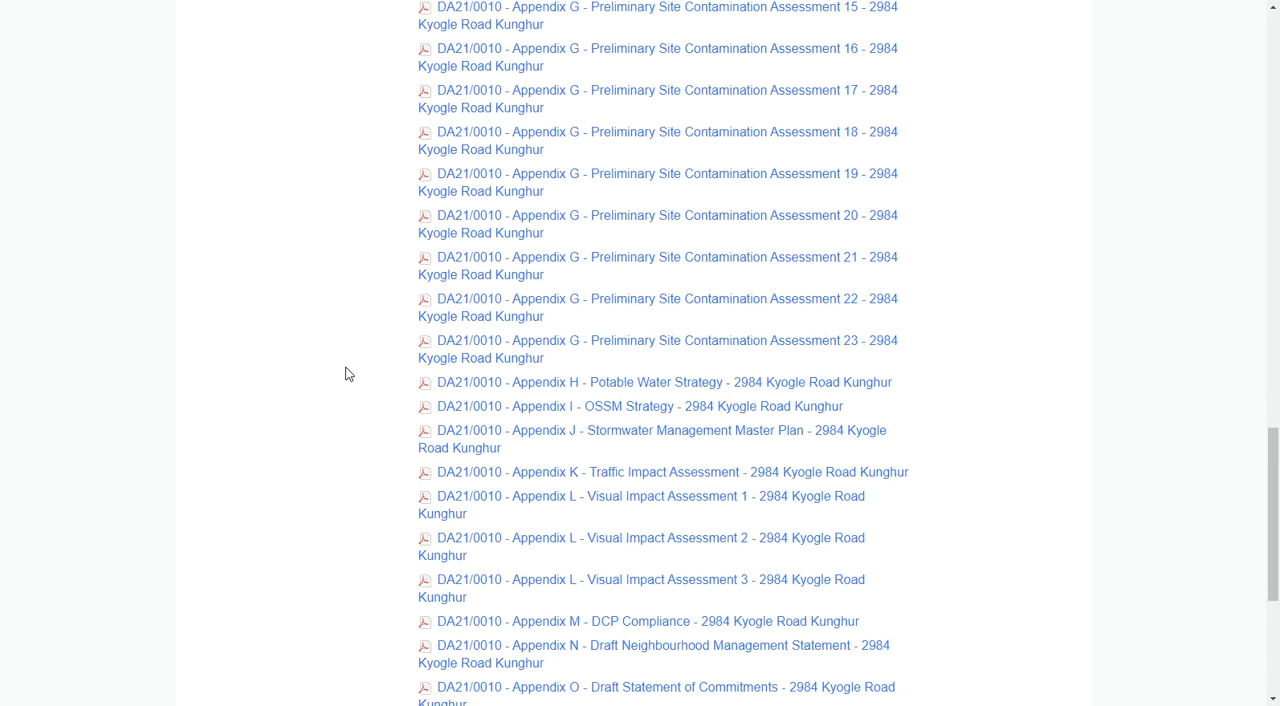 DA21/0010 - Appendix G - Preliminary Site Contamination Assessment 15 - 2984
Kyogle Road Kunghur
DA21/0010 - Appendix G - Preliminary Site Contamination Assessment 16 - 2984
Kyogle Road Kunghur
DA21/0010 - Appendix G - Preliminary Site Contamination Assessment 17 - 2984
Kyogle Road Kunghur
DA21/0010 - Appendix G - Preliminary Site Contamination Assessment 18 - 2984
Kyogle Road Kunghur
DA21/0010 - Appendix G - Preliminary Site Contamination Assessment 19 - 2984
Kyogle Road Kunghur
DA21/0010 - Appendix G - Preliminary Site Contamination Assessment 20 - 2984
Kyogle Road Kunghur
DA21/0010 - Appendix G - Preliminary Site Contamination Assessment 21 - 2984
Kyogle Road Kunghur
DA21/0010 - Appendix G - Preliminary Site Contamination Assessment 22 - 2984
Kyogle Road Kunghur
DA21/0010 - Appendix G - Preliminary Site Contamination Assessment 23 - 2984
Kyogle Road Kunghur
DA21/0010 - Appendix H - Potable Water Strategy - 2984 Kyogle Road Kunghur
DA21/0010 - Appendix I - OSSM Strategy - 2984 Kyogle Road Kunghur
DA21/0010 - Appendix J - Stormwater Management Master Plan - 2984 Kyogle
Road Kunghur
DA21/0010 - Appendix K - Traffic Impact Assessment - 2984 Kyogle Road Kunghur
DA21/0010 - Appendix L - Visual Impact Assessment 1 - 2984 Kyogle Road
Kunghur
DA21/0010 - Appendix L - Visual Impact Assessment 2 - 2984 Kyogle Road
Kunghur
DA21/0010 - Appendix L - Visual Impact Assessment 3 - 2984 Kyogle Road
Kunghur
DA21/0010 - Appendix M - DCP Compliance - 2984 Kyogle Road Kunghur
DA21/0010 - Appendix N - Draft Neighbourhood Management Statement - 2984
Kyogle Road Kunghur
DA21/0010 - Appendix O - Draft Statement of Commitments - 2984 Kyogle Road
Kunghur